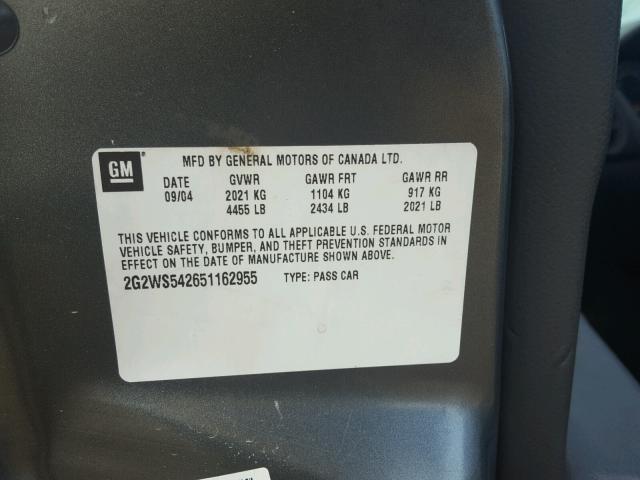 GM
MFD BY GENERAL MOTORS OF CANADA LTD.
DATE GVWR GAWR FRT GAWR RR
09/04 2021 KG 1104 KG 917 KG
4455 LB 2434 LB 2021 LB
THIS VEHICLE CONFORMS TO ALL APPLICABLE U.S. FEDERAL MOTOR
VEHICLE SAFETY, BUMPER, AND THEFT PREVENTION STANDARDS IN
EFFECT ON THE DATE OF MANUFACTURE SHOWN ABOVE.
2G2WS542651162955 TYPE: PASS CAR